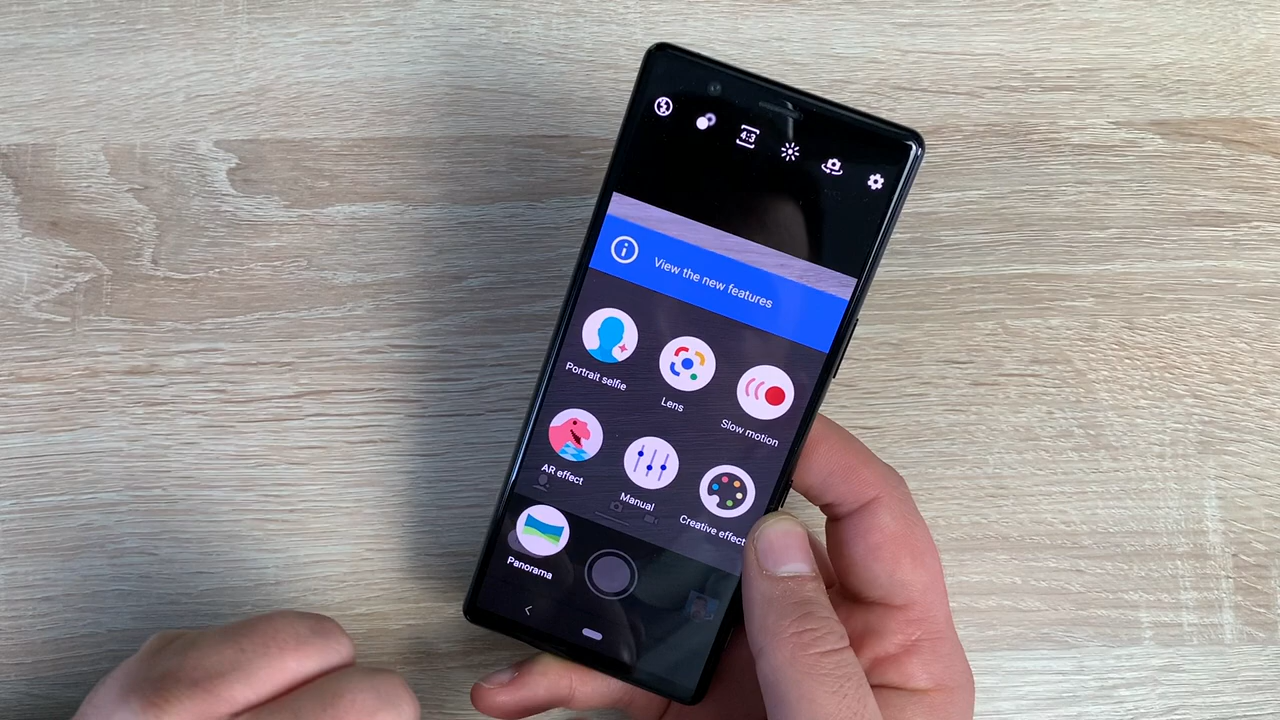 4:3
View the new features
Portrait selfie
Lens
Slow motion
AR effect
Manual
Creative effect
Panorama